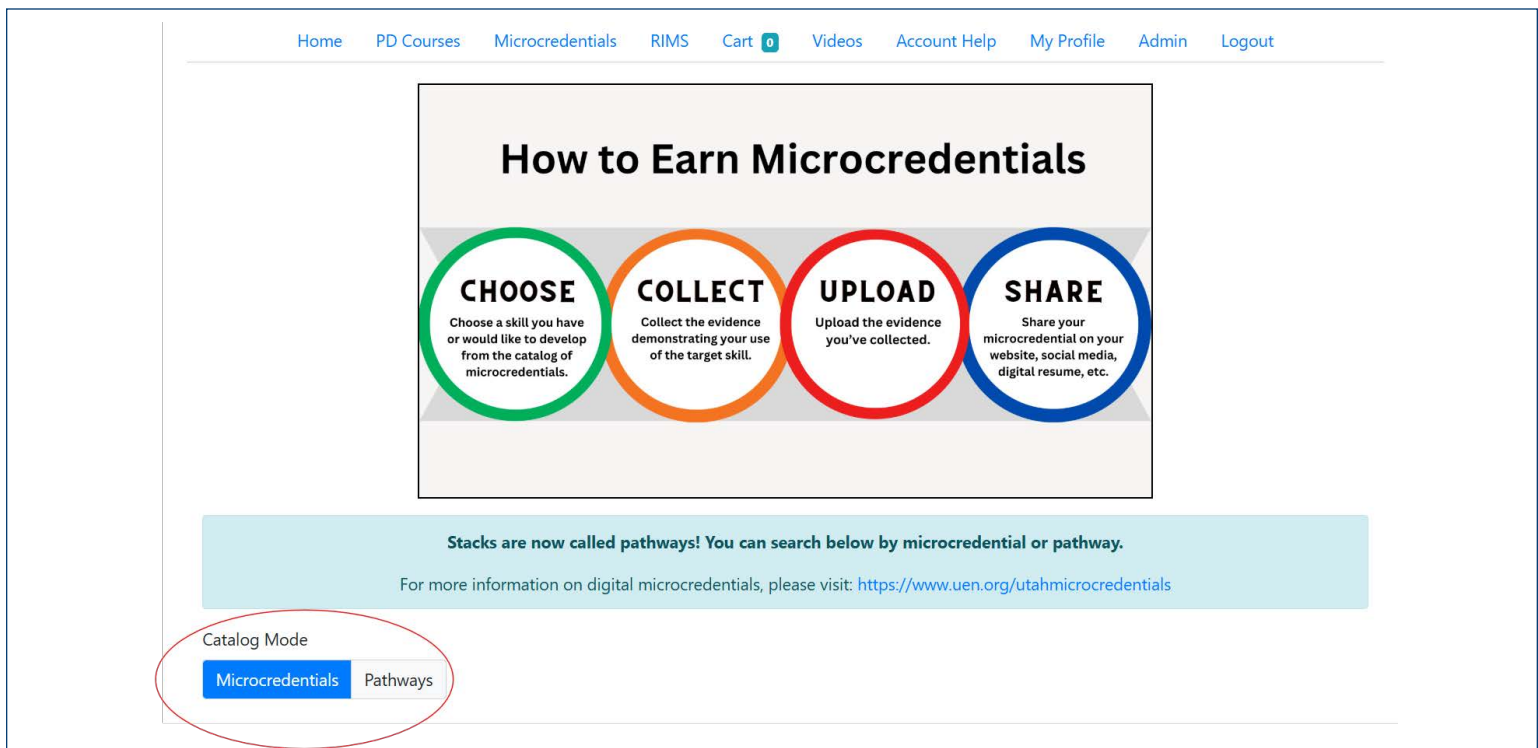 Home PD Courses Microcredentials RIMS Cart 0 Videos Account Help My Profile Admin Logout
How to Earn Microcredentials
CHOOSE
Choose a skill you have
or would like to develop
from the catalog of
microcredentials.
COLLECT
Collect the evidence
demonstrating your use
of the target skill.
UPLOAD
Upload the evidence
you've collected.
SHARE
Share your
microcredential on your
website, social media,
digital resume, etc.
Stacks are now called pathways! You can search below by microcredential or pathway.
For more information on digital microcredentials, please visit: https://www.uen.org/utahmicrocredentials
Catalog Mode
Microcredentials Pathways